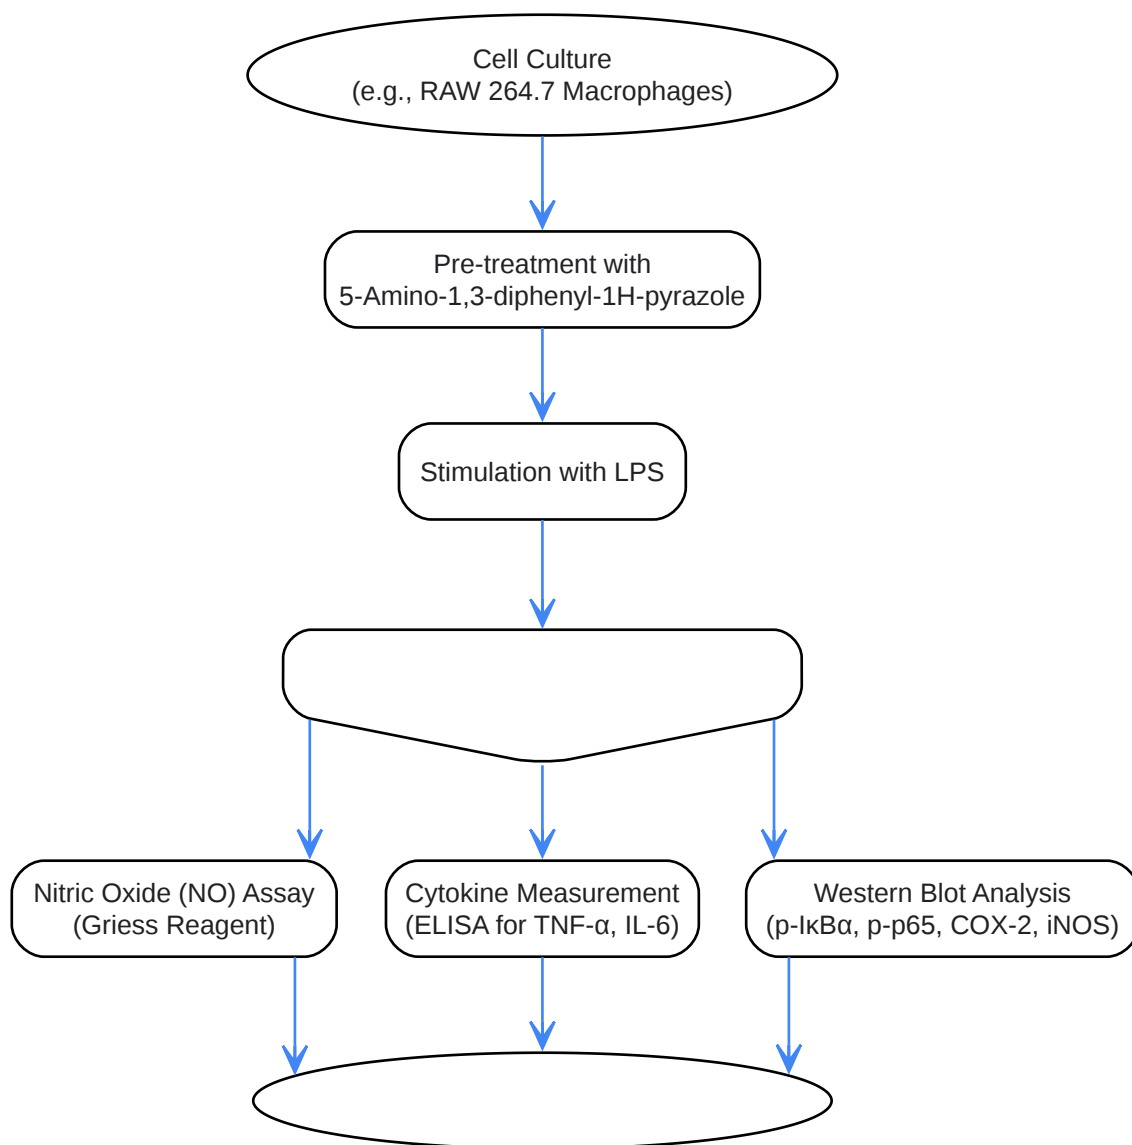 Cell Culture
(e.g., RAW 264.7 Macrophages)
Pre-treatment with
5-Amino-1,3-diphenyl-1H-pyrazole
Stimulation with LPS
Nitric Oxide (NO) Assay
(Griess Reagent)
Cytokine Measurement
(ELISA for TNF-α, IL-6)
Western Blot Analysis
(p-IκBα, p-p65, COX-2, iNOS)